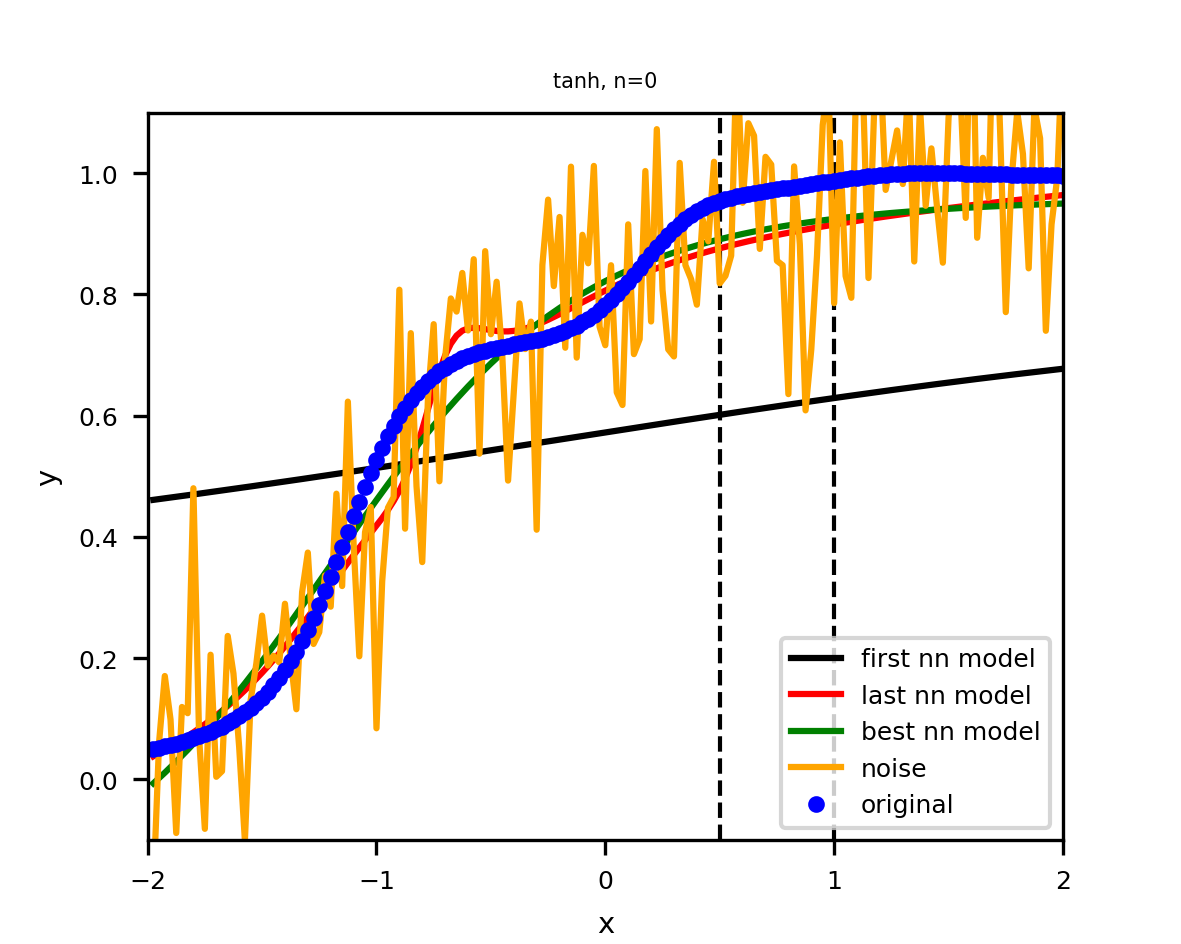 tanh, n=0
1.0
0.8
0.6
0.4
0.2
0.0
y
−2
−1
0
1
2
x
first nn model
last nn model
best nn model
noise
original